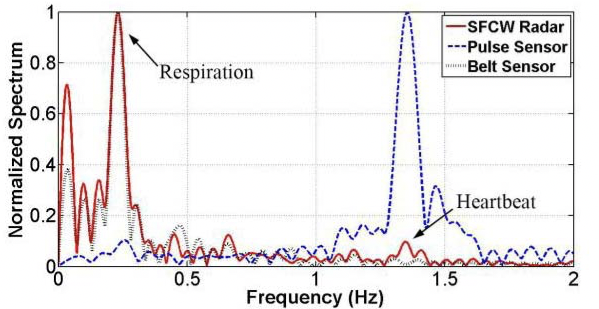 1
SFCW Radar
Pulse Sensor
Belt Sensor
0.8
Respiration
0.6
0.4
Heartbeat
0.2
0
0 0.5 1 1.5 2
Normalized Spectrum
Frequency (Hz)